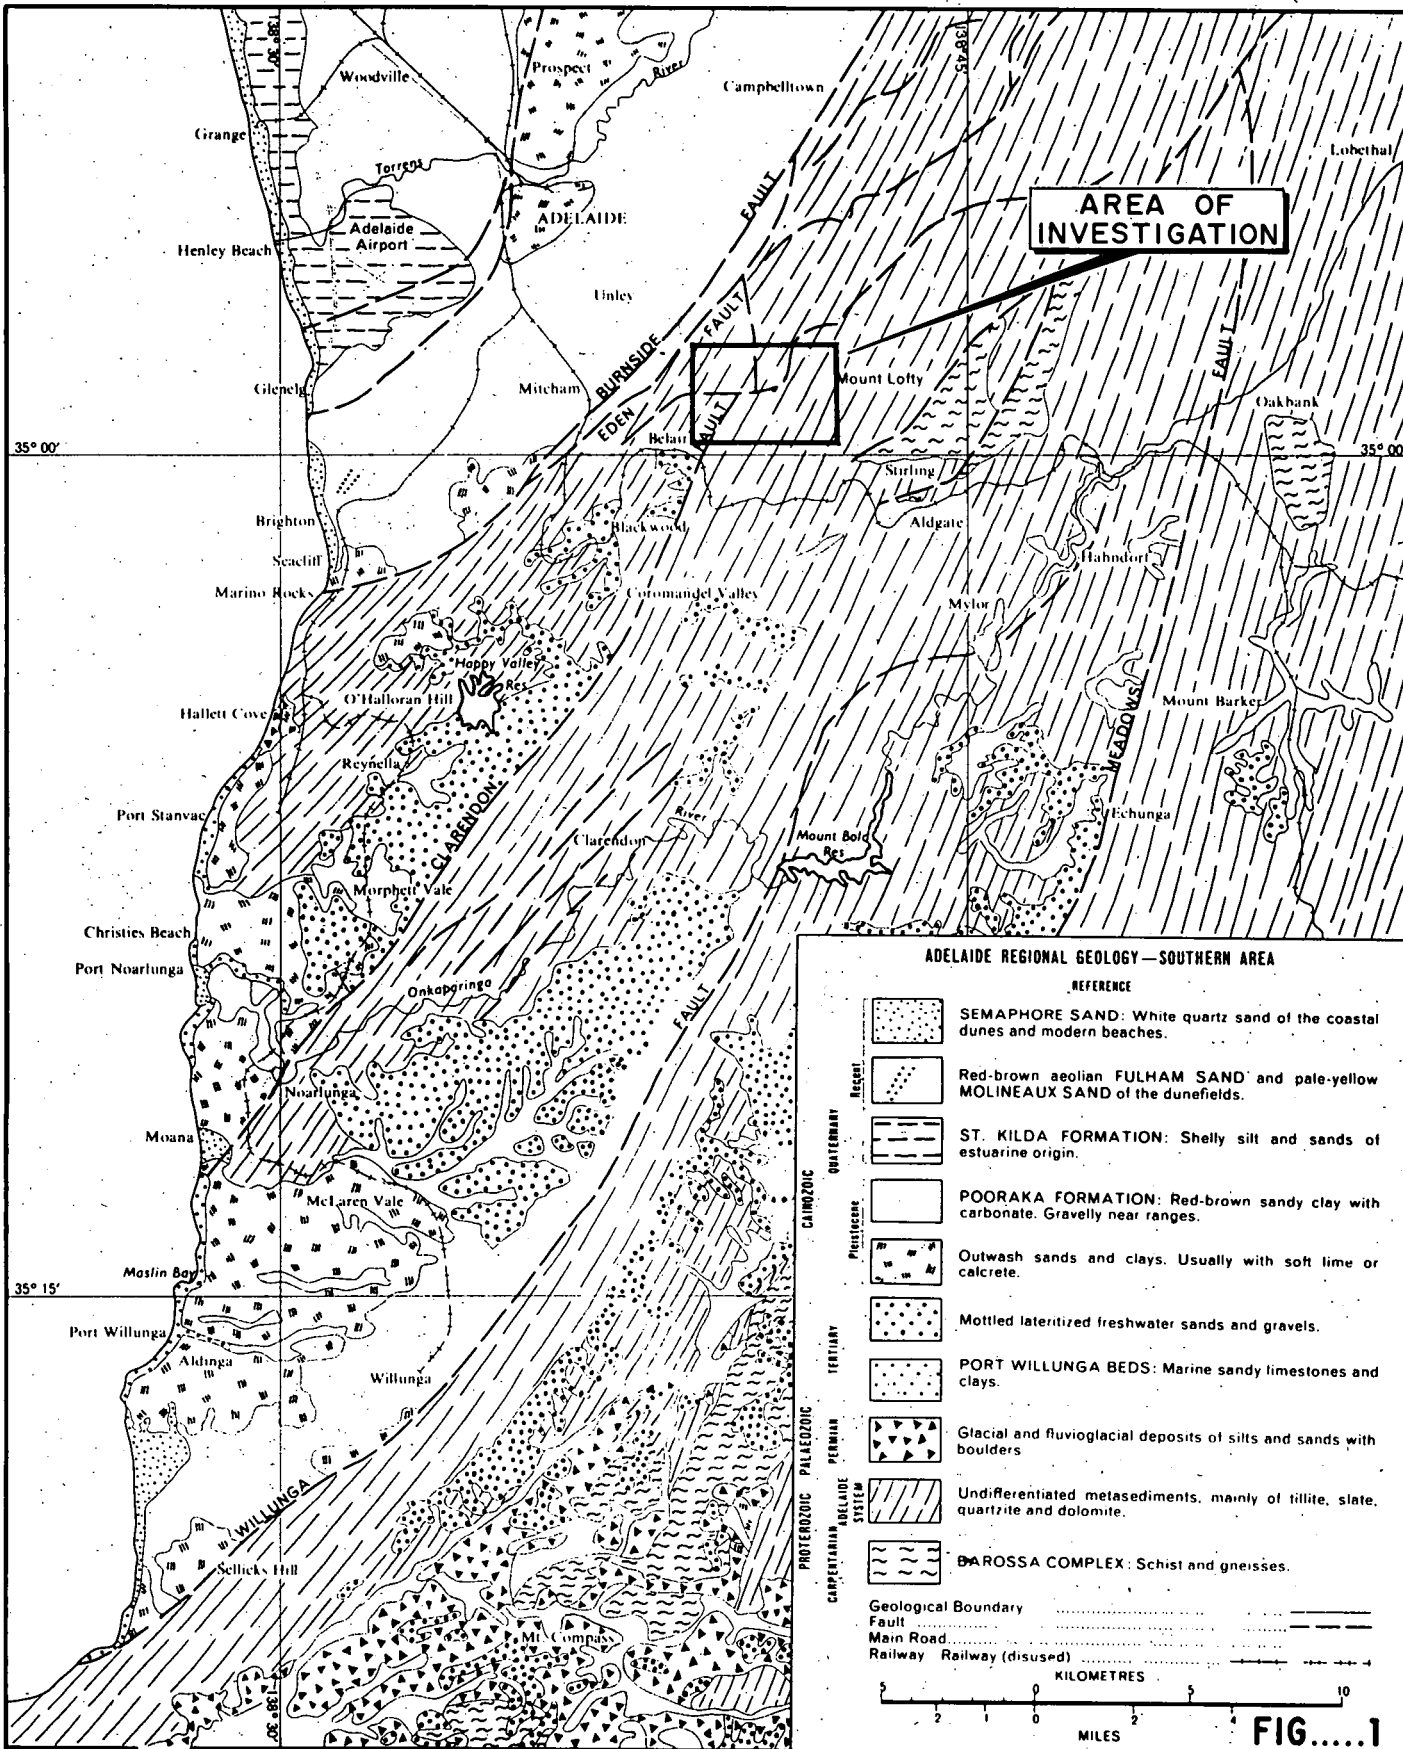 138° 30'
138° 45'
Woodville
Prospect
River
Campbelltown
Grange
Torrens
Lobethal
FAULT
AREA OF
INVESTIGATION
ADELAIDE
Adelaide
Airport
Henley Beach
Unley
FAULT
BURNSIDE
FAULT
Mount Lofty
Glenelg
Mitcham
EDEN
FAULT
Oakbank
Belair
35° 00'
35° 00'
Stirling
Brighton
Blackwood
Aldgate
Seacliff
Hahndorf
Marino Rocks
Coromandel Valley
Mylor
Happy Valley
Res
O'Halloran Hill
Hallett Cove
MEADOWS
Mount Barker
Reynella
Port Stanvac
CLARENDON
Clarendon
River
Mount Bold
Res
Echunga
Morphett Vale
Christies Beach
Port Noarlunga
Onkaparinga
FAULT
Noarlunga
Moana
McLaren Vale
Maslin Bay
35° 15'
Port Willunga
Aldinga
Willunga
WILLUNGA
Sellicks Hill
Mt. Compass
138° 30'
ADELAIDE REGIONAL GEOLOGY—SOUTHERN AREA
REFERENCE
CAINOZOIC
QUATERNARY
Recent
SEMAPHORE SAND: White quartz sand of the coastal
dunes and modern beaches.
Red-brown aeolian FULHAM SAND and pale-yellow
MOLINEAUX SAND of the dunefields.
ST. KILDA FORMATION: Shelly silt and sands of
estuarine origin.
Pleistocene
POORAKA FORMATION: Red-brown sandy clay with
carbonate. Gravelly near ranges.
Outwash sands and clays. Usually with soft lime or
calcrete.
TERTIARY
Mottled lateritized freshwater sands and gravels.
PORT WILLUNGA BEDS: Marine sandy limestones and
clays.
PALAEOZOIC
PERMIAN
Glacial and fluvioglacial deposits of silts and sands with
boulders
PROTEROZOIC
ADELAIDE
SYSTEM
Undifferentiated metasediments, mainly of tillite, slate,
quartzite and dolomite.
CARPENTARIAN
BAROSSA COMPLEX: Schist and gneisses.
Geological Boundary
Fault
Main Road
Railway Railway (disused)
KILOMETRES
5 0 5 10
2 1 0 2 4
MILES
FIG.....1